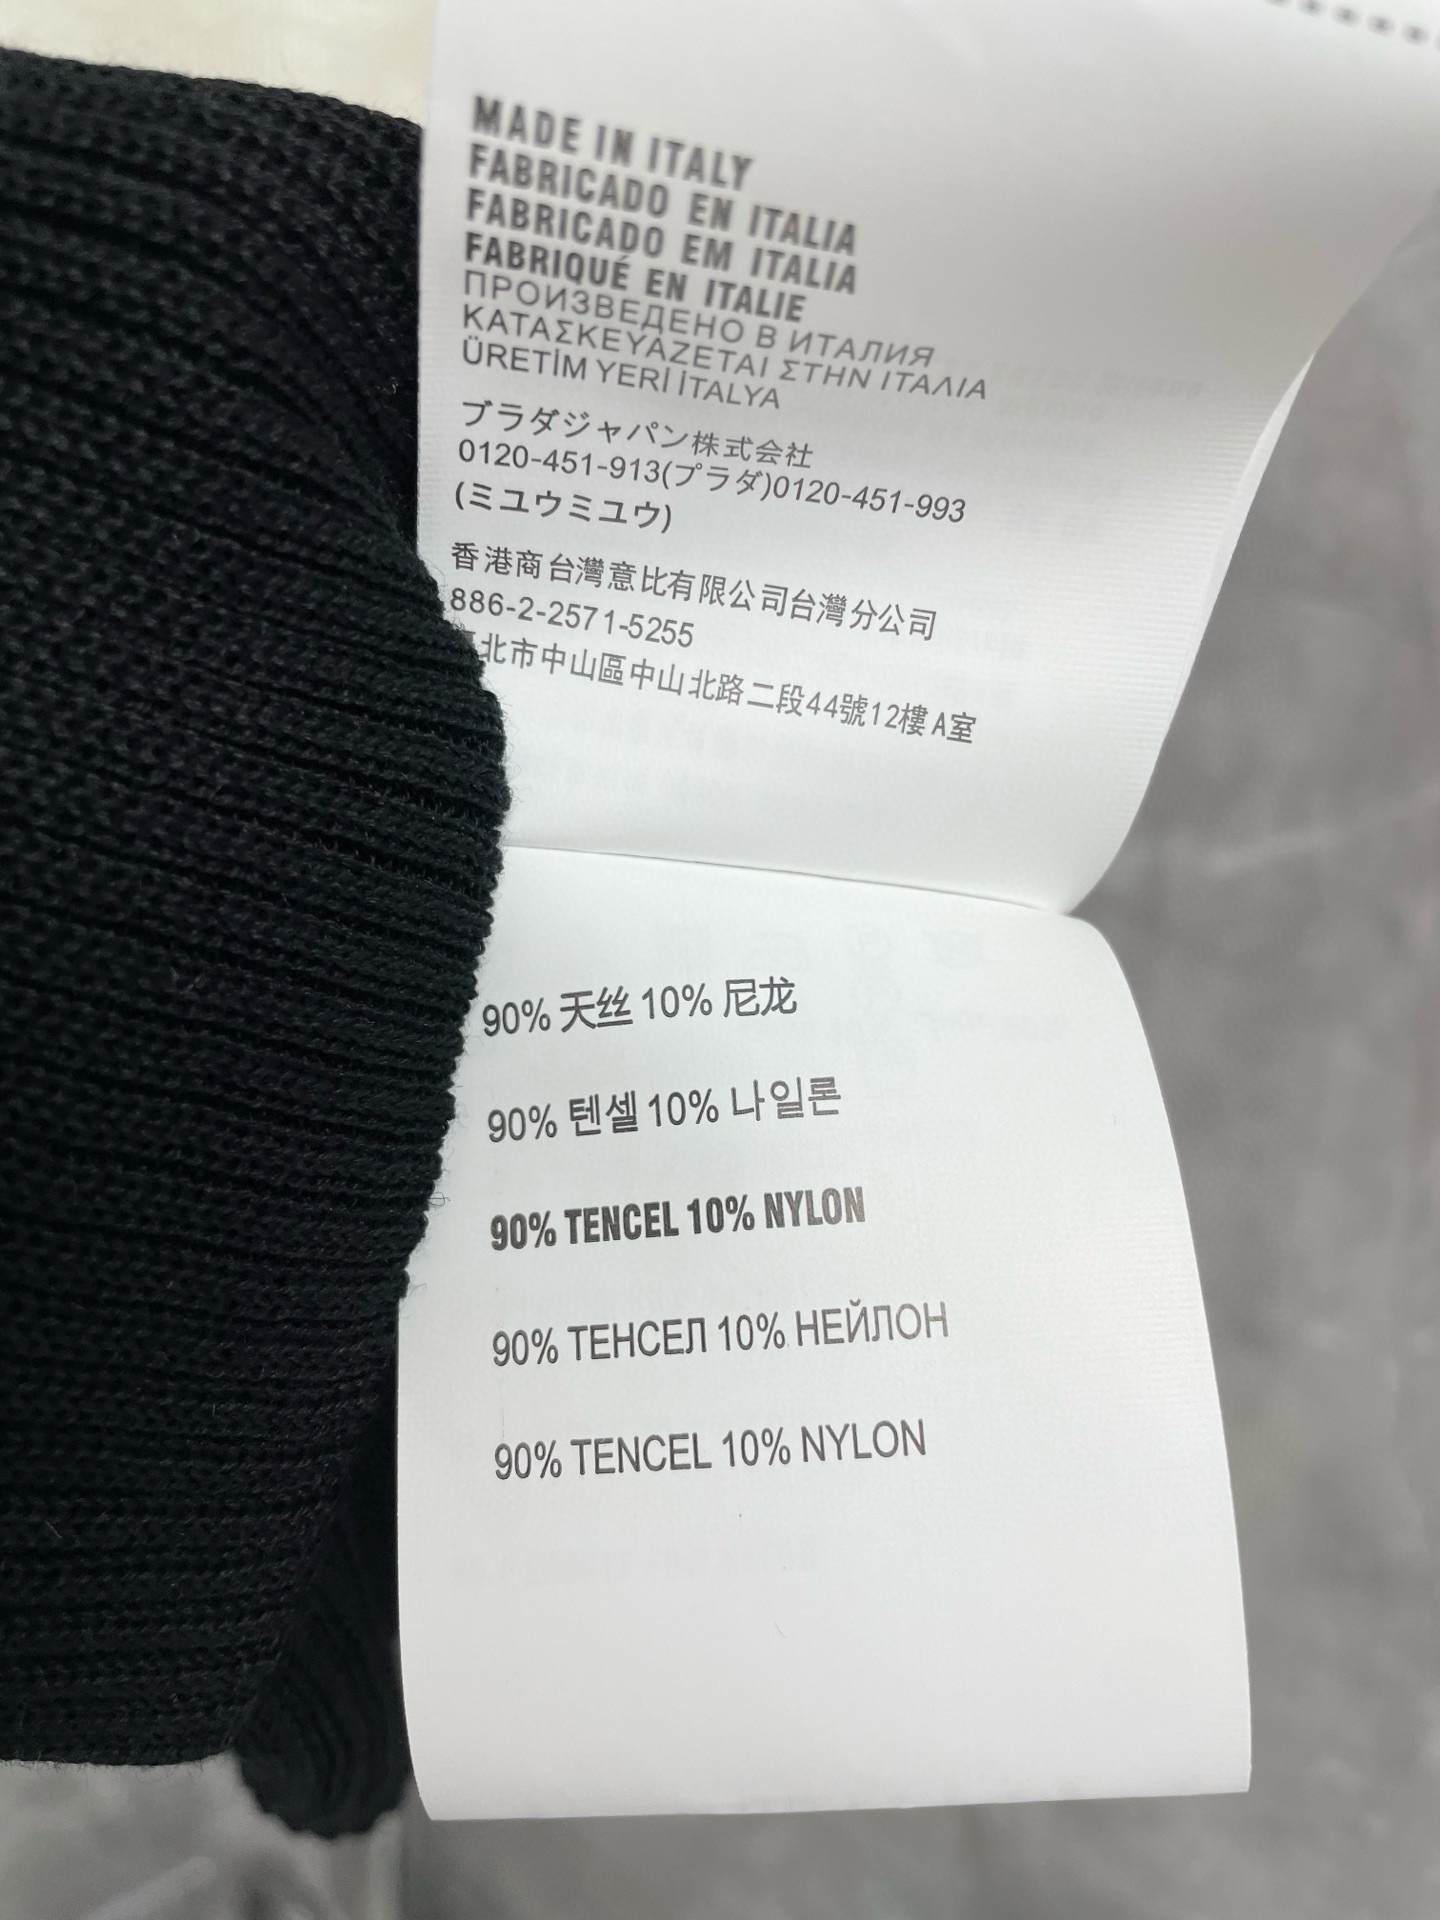 MADE IN ITALY
FABRICADO EN ITALIA
FABRICADO EM ITALIA
FABRIQUÉ EN ITALIE
ПРОИЗВЕДЕНО В ИТАЛИЯ
ΚΑΤΑΣΚΕΥΑΖΕΤΑΙ ΣΤΗΝ ΙΤΑΛΙΑ
ÜRETİM YERİ İTALYA
ブラダジャパン株式会社
0120-451-913(プラダ)0120-451-993
(ミユウミユウ)
香港商台灣意比有限公司台灣分公司
886-2-2571-5255
北市中山區中山北路二段44號12樓A室
90% 天丝 10% 尼龙
90% 텐셀 10% 나일론
90% TENCEL 10% NYLON
90% ТЕНСЕЛ 10% НЕЙЛОН
90% TENCEL 10% NYLON